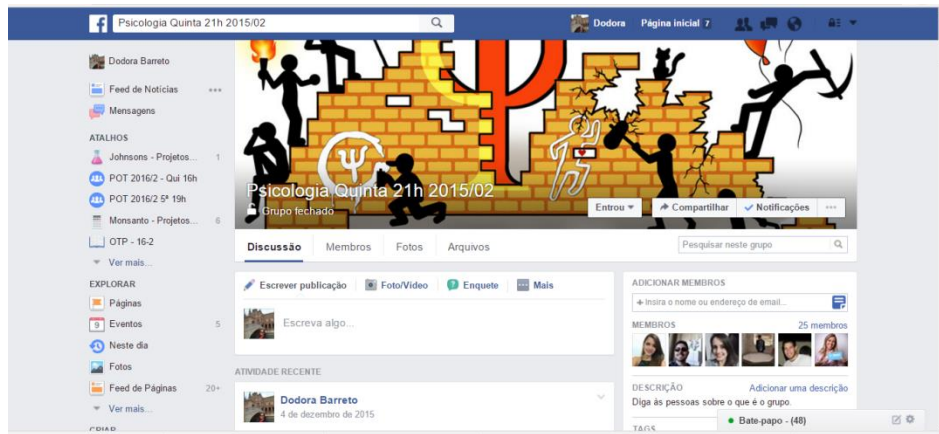 f Psicologia Quinta 21h 2015/02 Dodora Página inicial 7
Dodora Barreto
Feed de Notícias
Mensagens
ATALHOS
Johnsons - Projetos... 1
POT 2016/2 - Qui 16h
POT 2016/2 5ª 19h
Monsanto - Projetos... 6
OTP - 16-2
Ver mais...
EXPLORAR
Páginas
9 Eventos 5
Neste dia
Fotos
Feed de Páginas 20+
Ver mais...
CRIAR
Ψ
Psicologia Quinta 21h 2015/02
Grupo fechado
Entrou Compartilhar Notificações
Discussão Membros Fotos Arquivos
Pesquisar neste grupo
Escrever publicação Foto/Vídeo Enquete Mais
Escreva algo...
ATIVIDADE RECENTE
Dodora Barreto
4 de dezembro de 2015
ADICIONAR MEMBROS
+ Insira o nome ou endereço de email...
MEMBROS 25 membros
DESCRIÇÃO Adicionar uma descrição
Diga às pessoas sobre o que é o grupo.
TAGS
Bate-papo - (48)